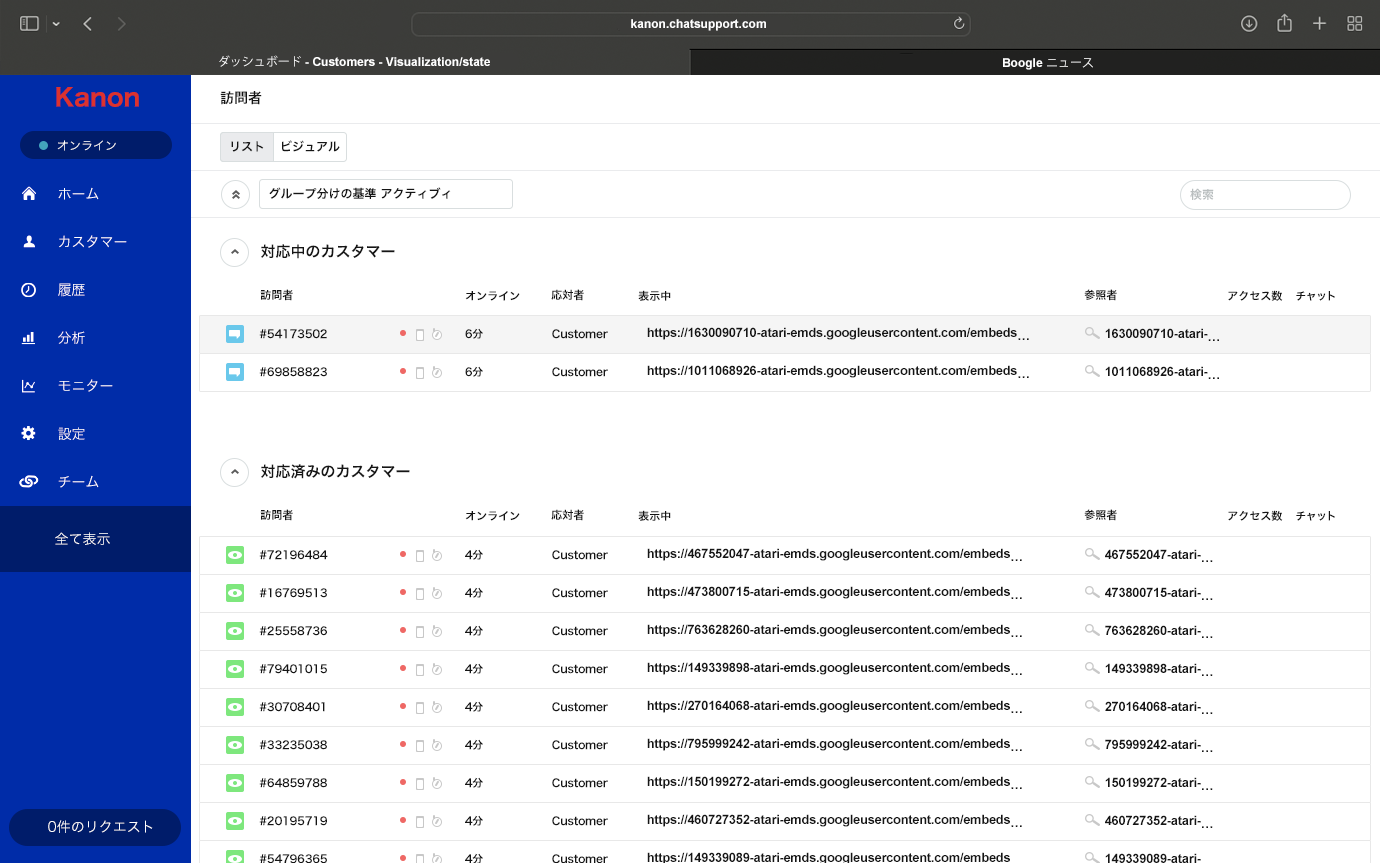 kanon.chatsupport.com
ダッシュボード - Customers - Visualization/state
Boogle ニュース
Kanon
オンライン
ホーム
カスタマー
履歴
分析
モニター
設定
チーム
全て表示
0件のリクエスト
訪問者
リスト ビジュアル
グループ分けの基準 アクティブィ
検索
対応中のカスタマー
訪問者 オンライン 応対者 表示中 参照者 アクセス数 チャット
#54173502 6分 Customer https://1630090710-atari-emds.googleusercontent.com/embeds... 1630090710-atari-...
#69858823 6分 Customer https://1011068926-atari-emds.googleusercontent.com/embeds... 1011068926-atari-...
対応済みのカスタマー
訪問者 オンライン 応対者 表示中 参照者 アクセス数 チャット
#72196484 4分 Customer https://467552047-atari-emds.googleusercontent.com/embeds... 467552047-atari-...
#16769513 4分 Customer https://473800715-atari-emds.googleusercontent.com/embeds... 473800715-atari-...
#25558736 4分 Customer https://763628260-atari-emds.googleusercontent.com/embeds... 763628260-atari-...
#79401015 4分 Customer https://149339898-atari-emds.googleusercontent.com/embeds... 149339898-atari-...
#30708401 4分 Customer https://270164068-atari-emds.googleusercontent.com/embeds... 270164068-atari-...
#33235038 4分 Customer https://795999242-atari-emds.googleusercontent.com/embeds... 795999242-atari-...
#64859788 4分 Customer https://150199272-atari-emds.googleusercontent.com/embeds... 150199272-atari-...
#20195719 4分 Customer https://460727352-atari-emds.googleusercontent.com/embeds... 460727352-atari-...
#54796365 4分 Customer https://149339089-atari-emds.googleusercontent.com/embeds 149339089-atari-